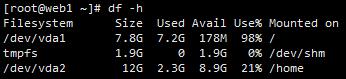 [root@web1 ~]# df -h
Filesystem Size Used Avail Use% Mounted on
/dev/vda1 7.8G 7.2G 178M 98% /
tmpfs 1.9G 0 1.9G 0% /dev/shm
/dev/vda2 12G 2.3G 8.9G 21% /home